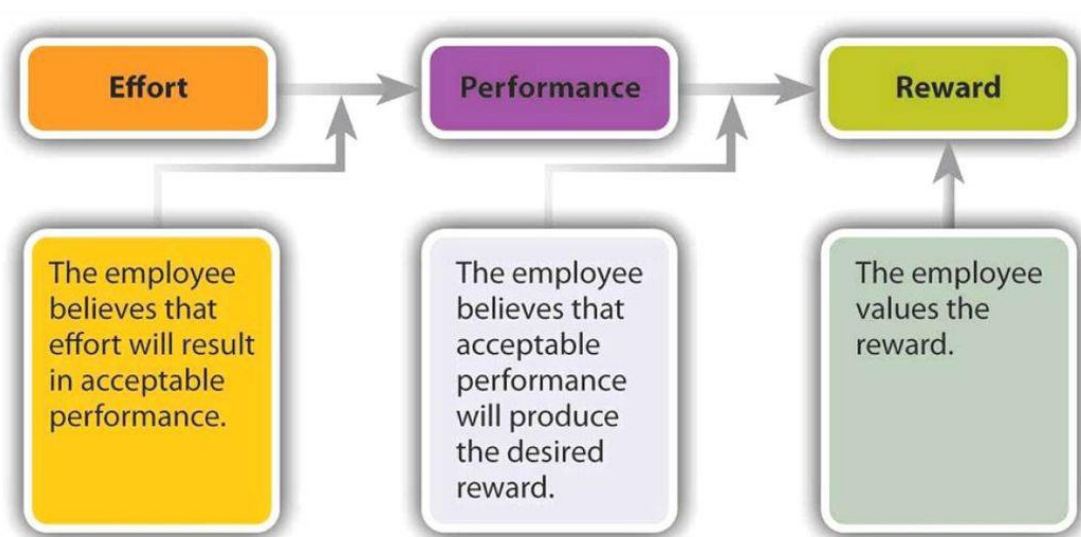 Effort
Performance
Reward
The employee
believes that
effort will result
in acceptable
performance.
The employee
believes that
acceptable
performance
will produce
the desired
reward.
The employee
values the
reward.